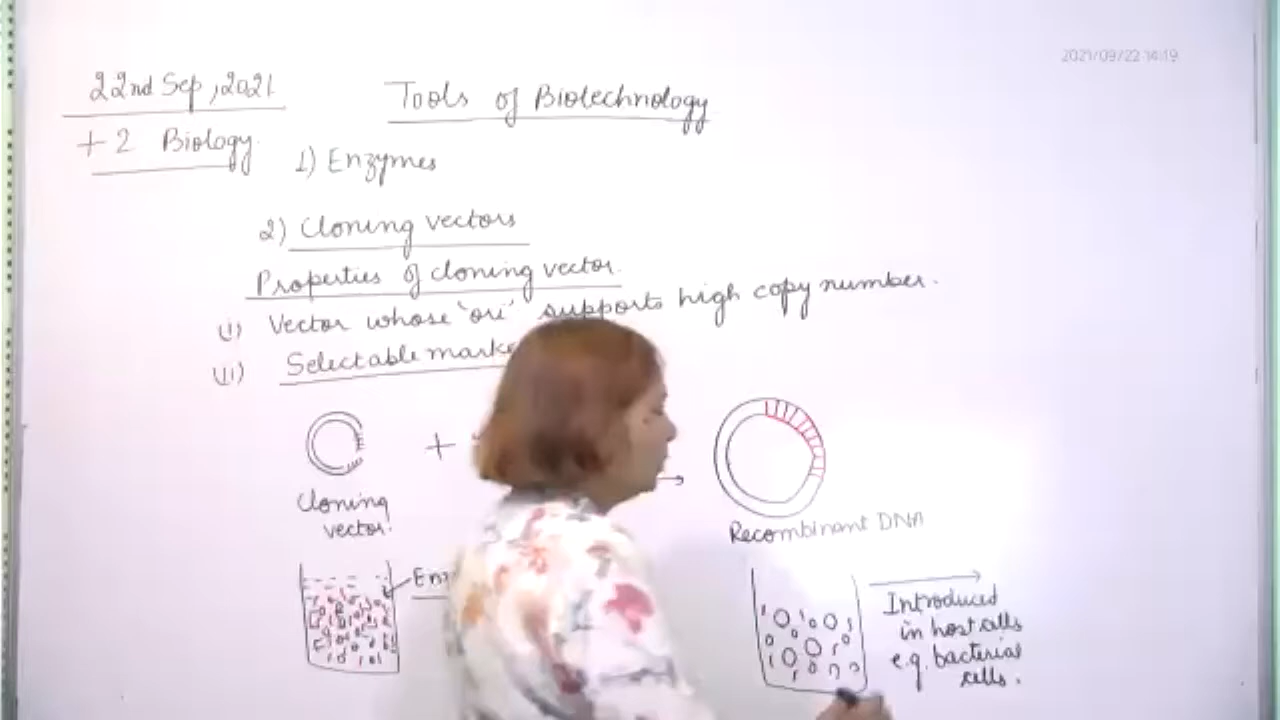 2021/09/22 14:19
22nd Sep, 2021
Tools of Biotechnology
+2 Biology
1) Enzymes
2) Cloning vectors
Properties of cloning vector.
(i) Vector whose 'ori' supports high copy number.
(ii) Selectable marke
+
Cloning
vector.
Recombinant DNA
Enz
Introduced
in host cells
e.g. bacterial
cells.